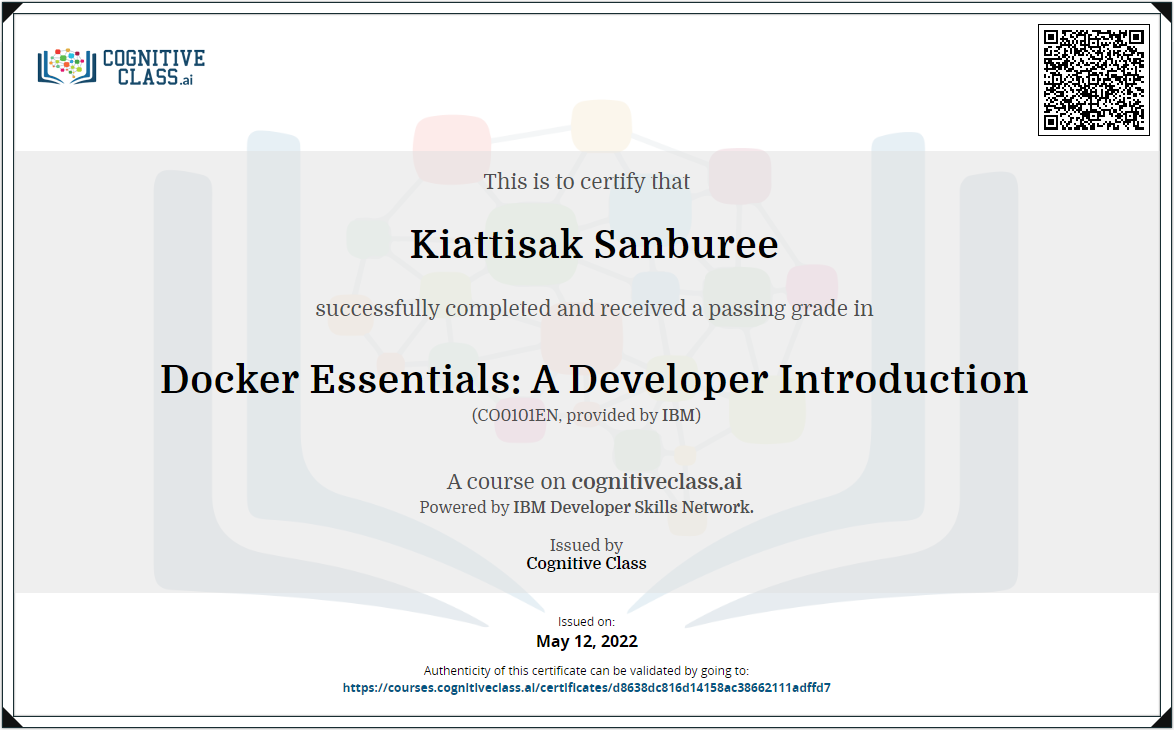 COGNITIVE
CLASS.ai
This is to certify that
Kiattisak Sanburee
successfully completed and received a passing grade in
Docker Essentials: A Developer Introduction
(CO0101EN, provided by IBM)
A course on cognitiveclass.ai
Powered by IBM Developer Skills Network.
Issued by
Cognitive Class
Issued on:
May 12, 2022
Authenticity of this certificate can be validated by going to:
https://courses.cognitiveclass.ai/certificates/d8638dc816d14158ac38662111adffd7